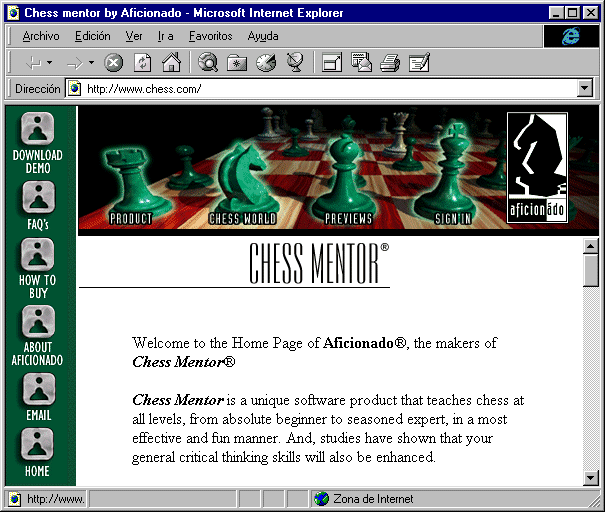 Chess mentor by Aficionado - Microsoft Internet Explorer
Archivo Edición Ver Ir a Favoritos Ayuda
Dirección http://www.chess.com/
DOWNLOAD
DEMO
FAQ's
HOW TO
BUY
ABOUT
AFICIONADO
EMAIL
HOME
PRODUCT CHESS WORLD PREVIEWS SIGN IN
aficionado
CHESS MENTOR®
Welcome to the Home Page of Aficionado®, the makers of
Chess Mentor®
Chess Mentor is a unique software product that teaches chess at
all levels, from absolute beginner to seasoned expert, in a most
effective and fun manner. And, studies have shown that your
general critical thinking skills will also be enhanced.
http://www. Zona de Internet